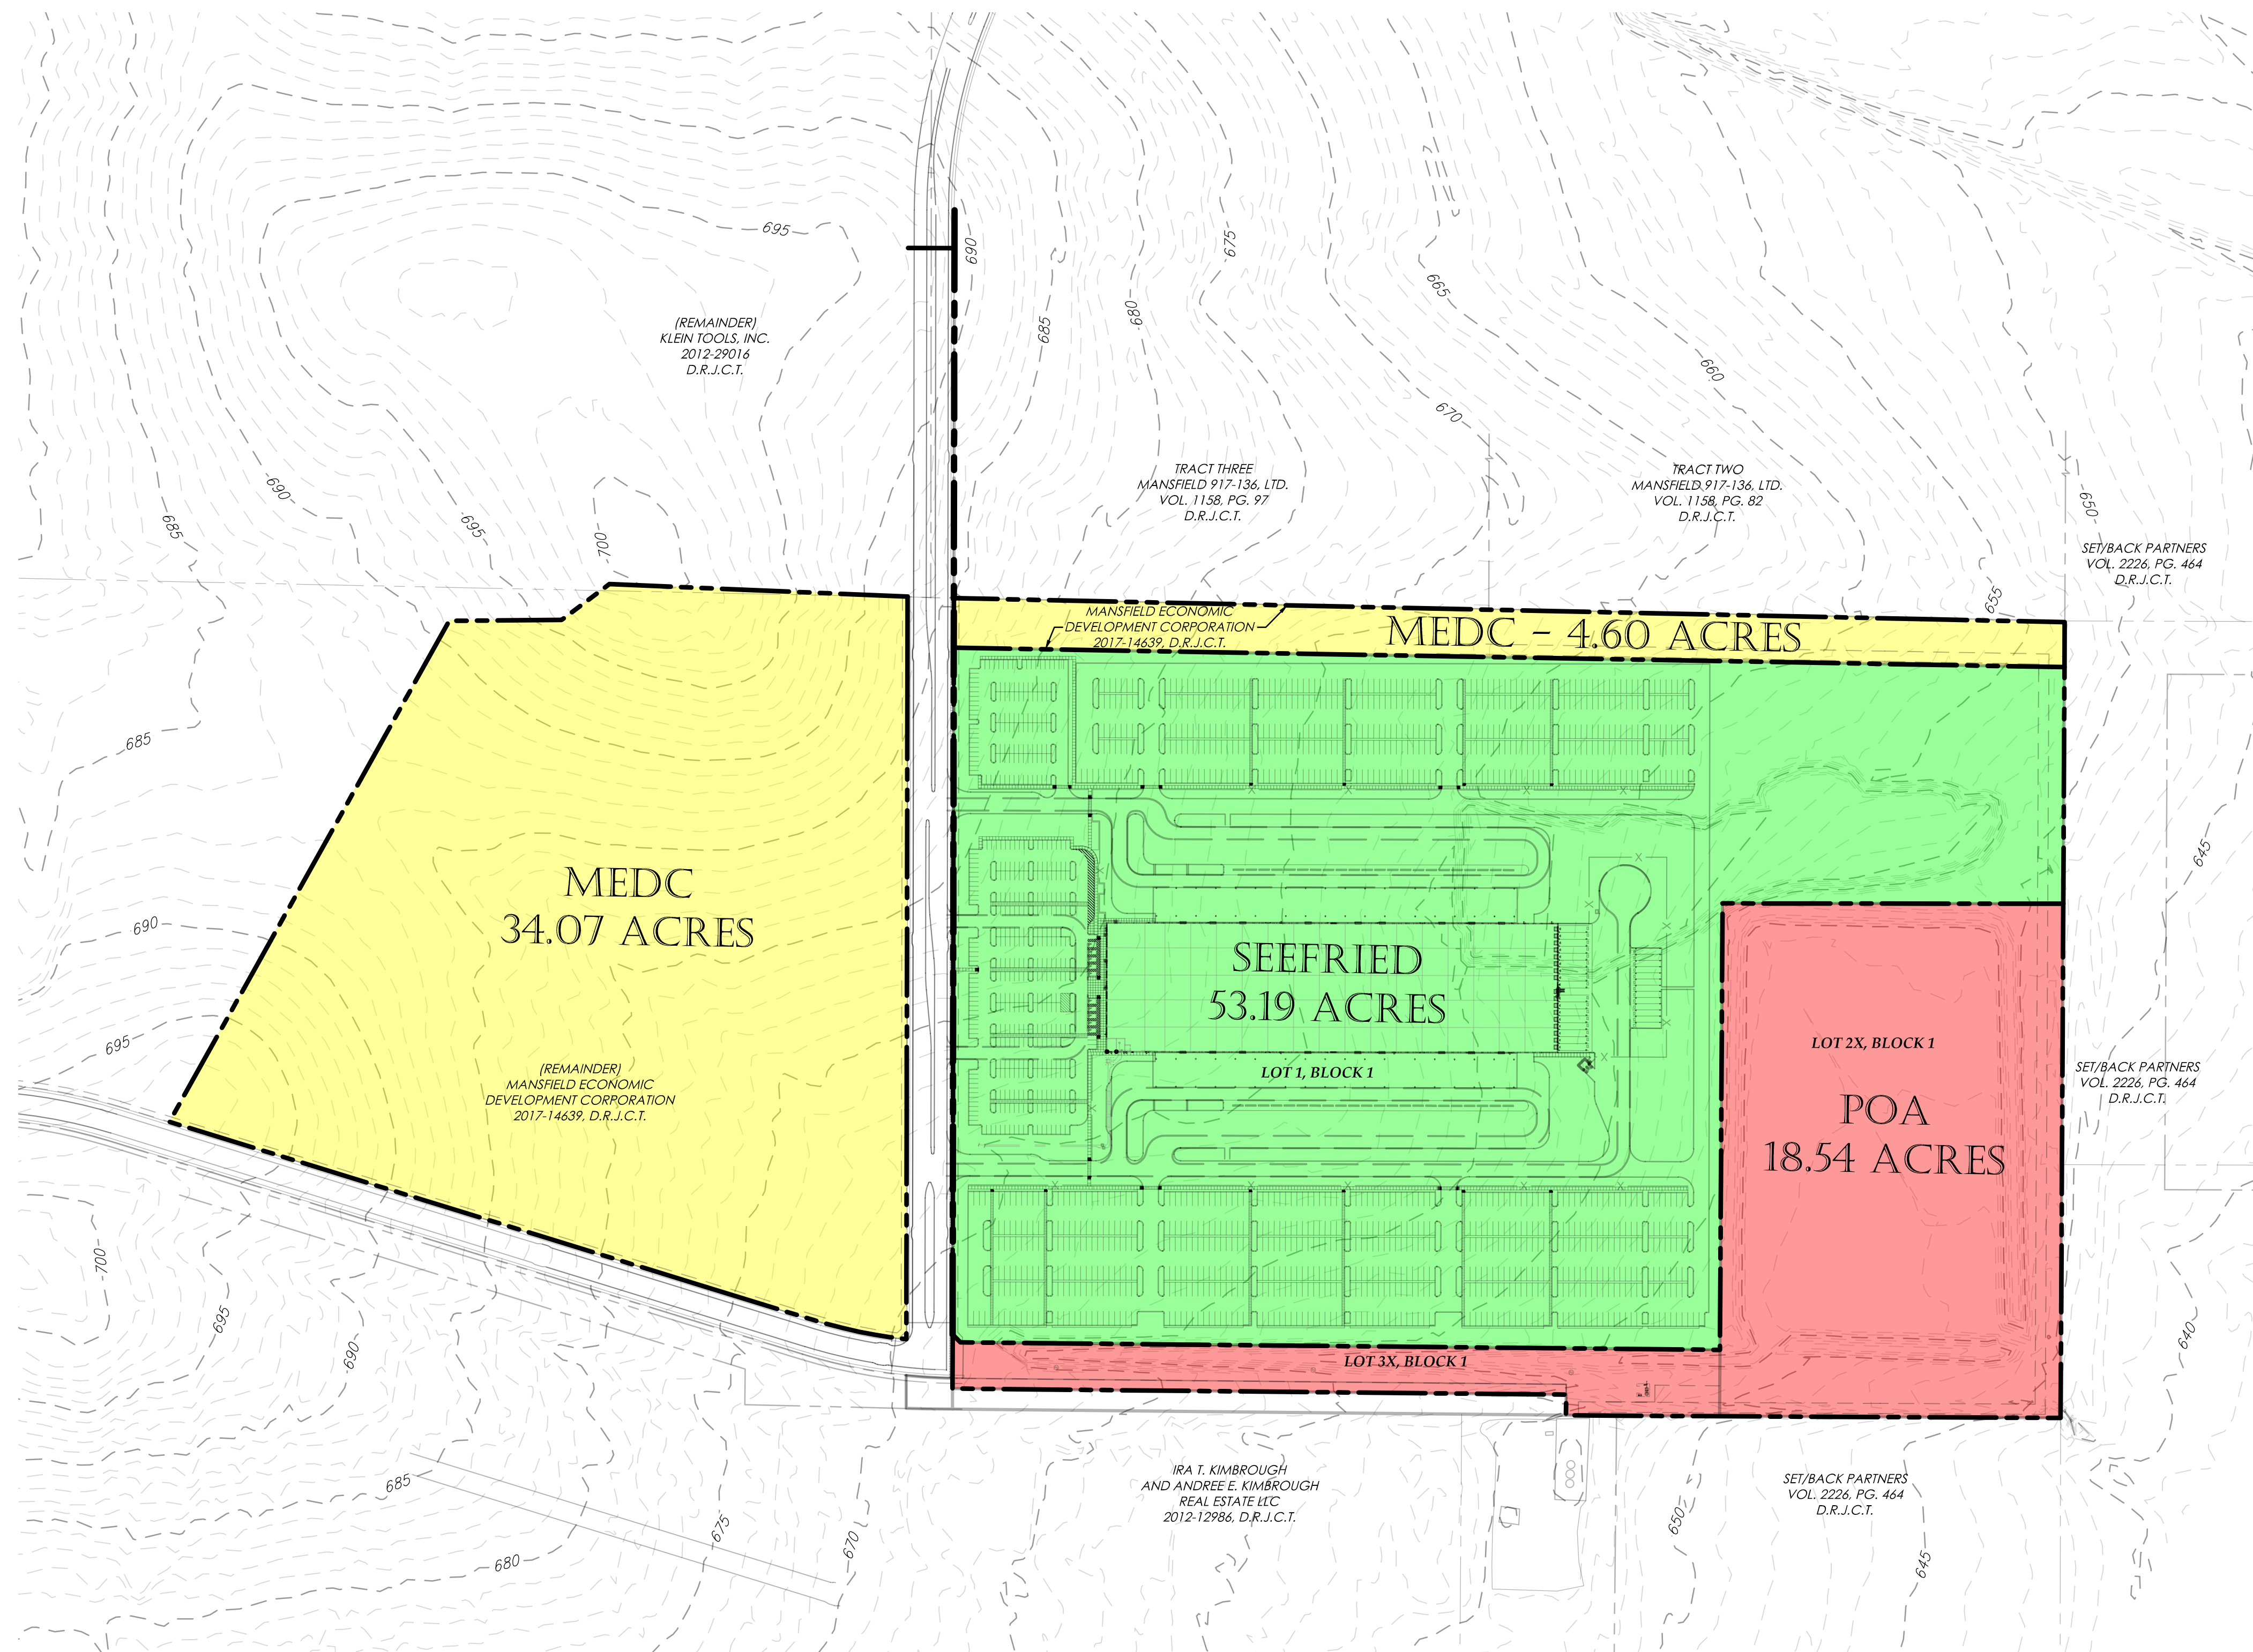 695
690
675
685
680
665
(REMAINDER)
KLEIN TOOLS, INC.
2012-29016
D.R.J.C.T.
660
670
TRACT THREE
MANSFIELD 917-136, LTD.
VOL. 1158, PG. 97
D.R.J.C.T.
TRACT TWO
MANSFIELD 917-136, LTD.
VOL. 1158, PG. 82
D.R.J.C.T.
690
685
695
700
650
SET/BACK PARTNERS
VOL. 2226, PG. 464
D.R.J.C.T.
655
MANSFIELD ECONOMIC
DEVELOPMENT CORPORATION
2017-14639, D.R.J.C.T.
MEDC - 4.60 ACRES
685
645
MEDC
34.07 ACRES
690
695
SEEFRIED
53.19 ACRES
LOT 1, BLOCK 1
LOT 2X, BLOCK 1
POA
18.54 ACRES
SET/BACK PARTNERS
VOL. 2226, PG. 464
D.R.J.C.T.
(REMAINDER)
MANSFIELD ECONOMIC
DEVELOPMENT CORPORATION
2017-14639, D.R.J.C.T.
700
695
690
640
LOT 3X, BLOCK 1
685
680
675
670
IRA T. KIMBROUGH
AND ANDREE E. KIMBROUGH
REAL ESTATE LLC
2012-12986, D.R.J.C.T.
650
SET/BACK PARTNERS
VOL. 2226, PG. 464
D.R.J.C.T.
645